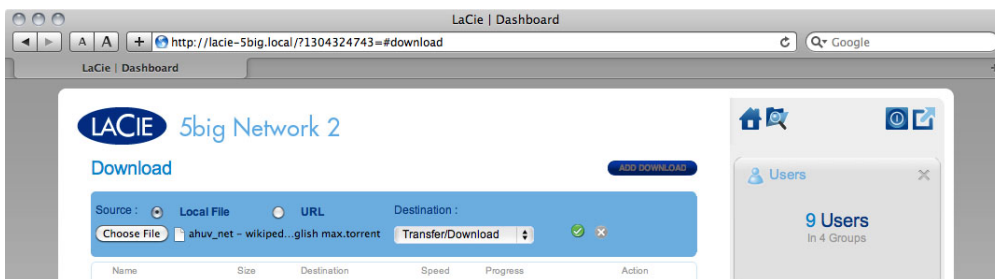 LaCie | Dashboard
A A + http://lacie-5big.local/?1304324743=#download Google
LaCie | Dashboard
LACIE 5big Network 2
Download ADD DOWNLOAD
Users
Source : Local File URL Destination :
9 Users
Choose File ahuv_net – wikiped...glish max.torrent Transfer/Download
In 4 Groups
Name Size Destination Speed Progress Action